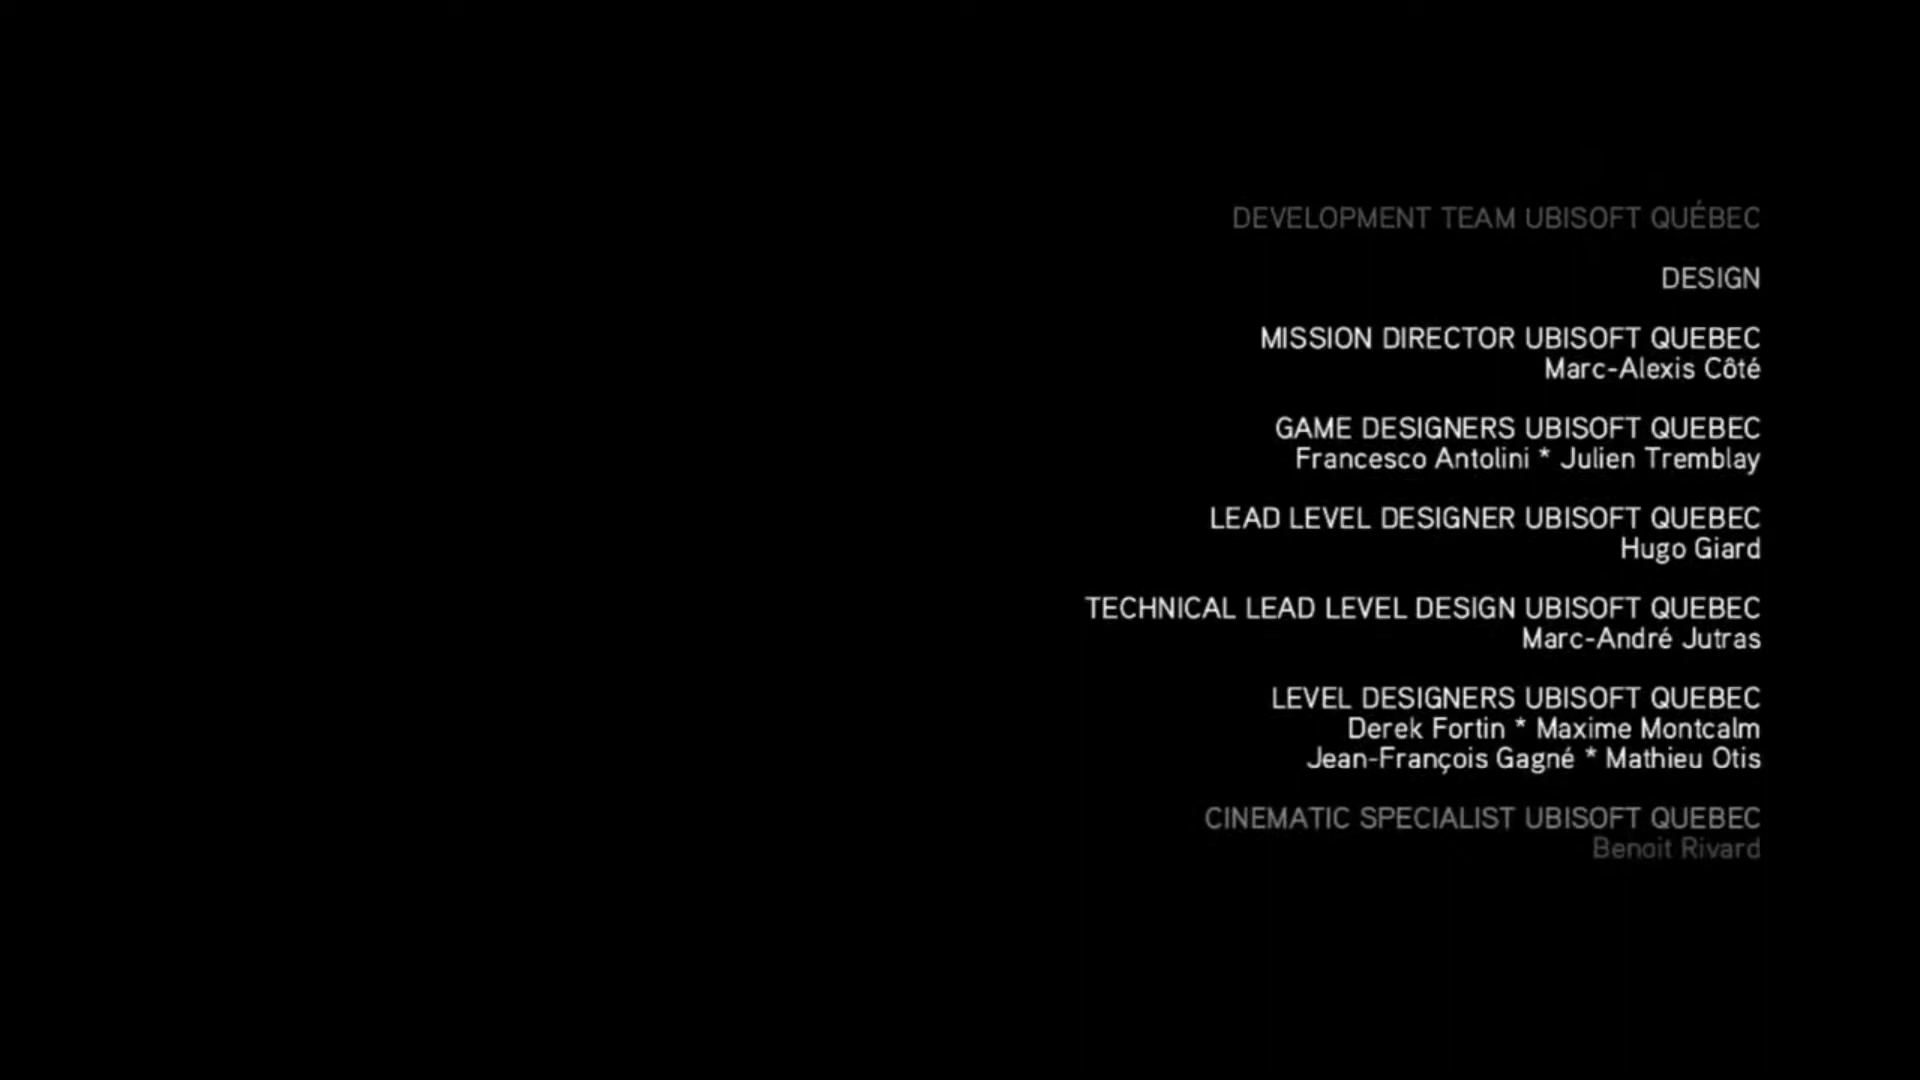 DEVELOPMENT TEAM UBISOFT QUÉBEC
DESIGN
MISSION DIRECTOR UBISOFT QUEBEC
Marc-Alexis Côté
GAME DESIGNERS UBISOFT QUEBEC
Francesco Antolini * Julien Tremblay
LEAD LEVEL DESIGNER UBISOFT QUEBEC
Hugo Giard
TECHNICAL LEAD LEVEL DESIGN UBISOFT QUEBEC
Marc-André Jutras
LEVEL DESIGNERS UBISOFT QUEBEC
Derek Fortin * Maxime Montcalm
Jean-François Gagné * Mathieu Otis
CINEMATIC SPECIALIST UBISOFT QUEBEC
Benoit Rivard